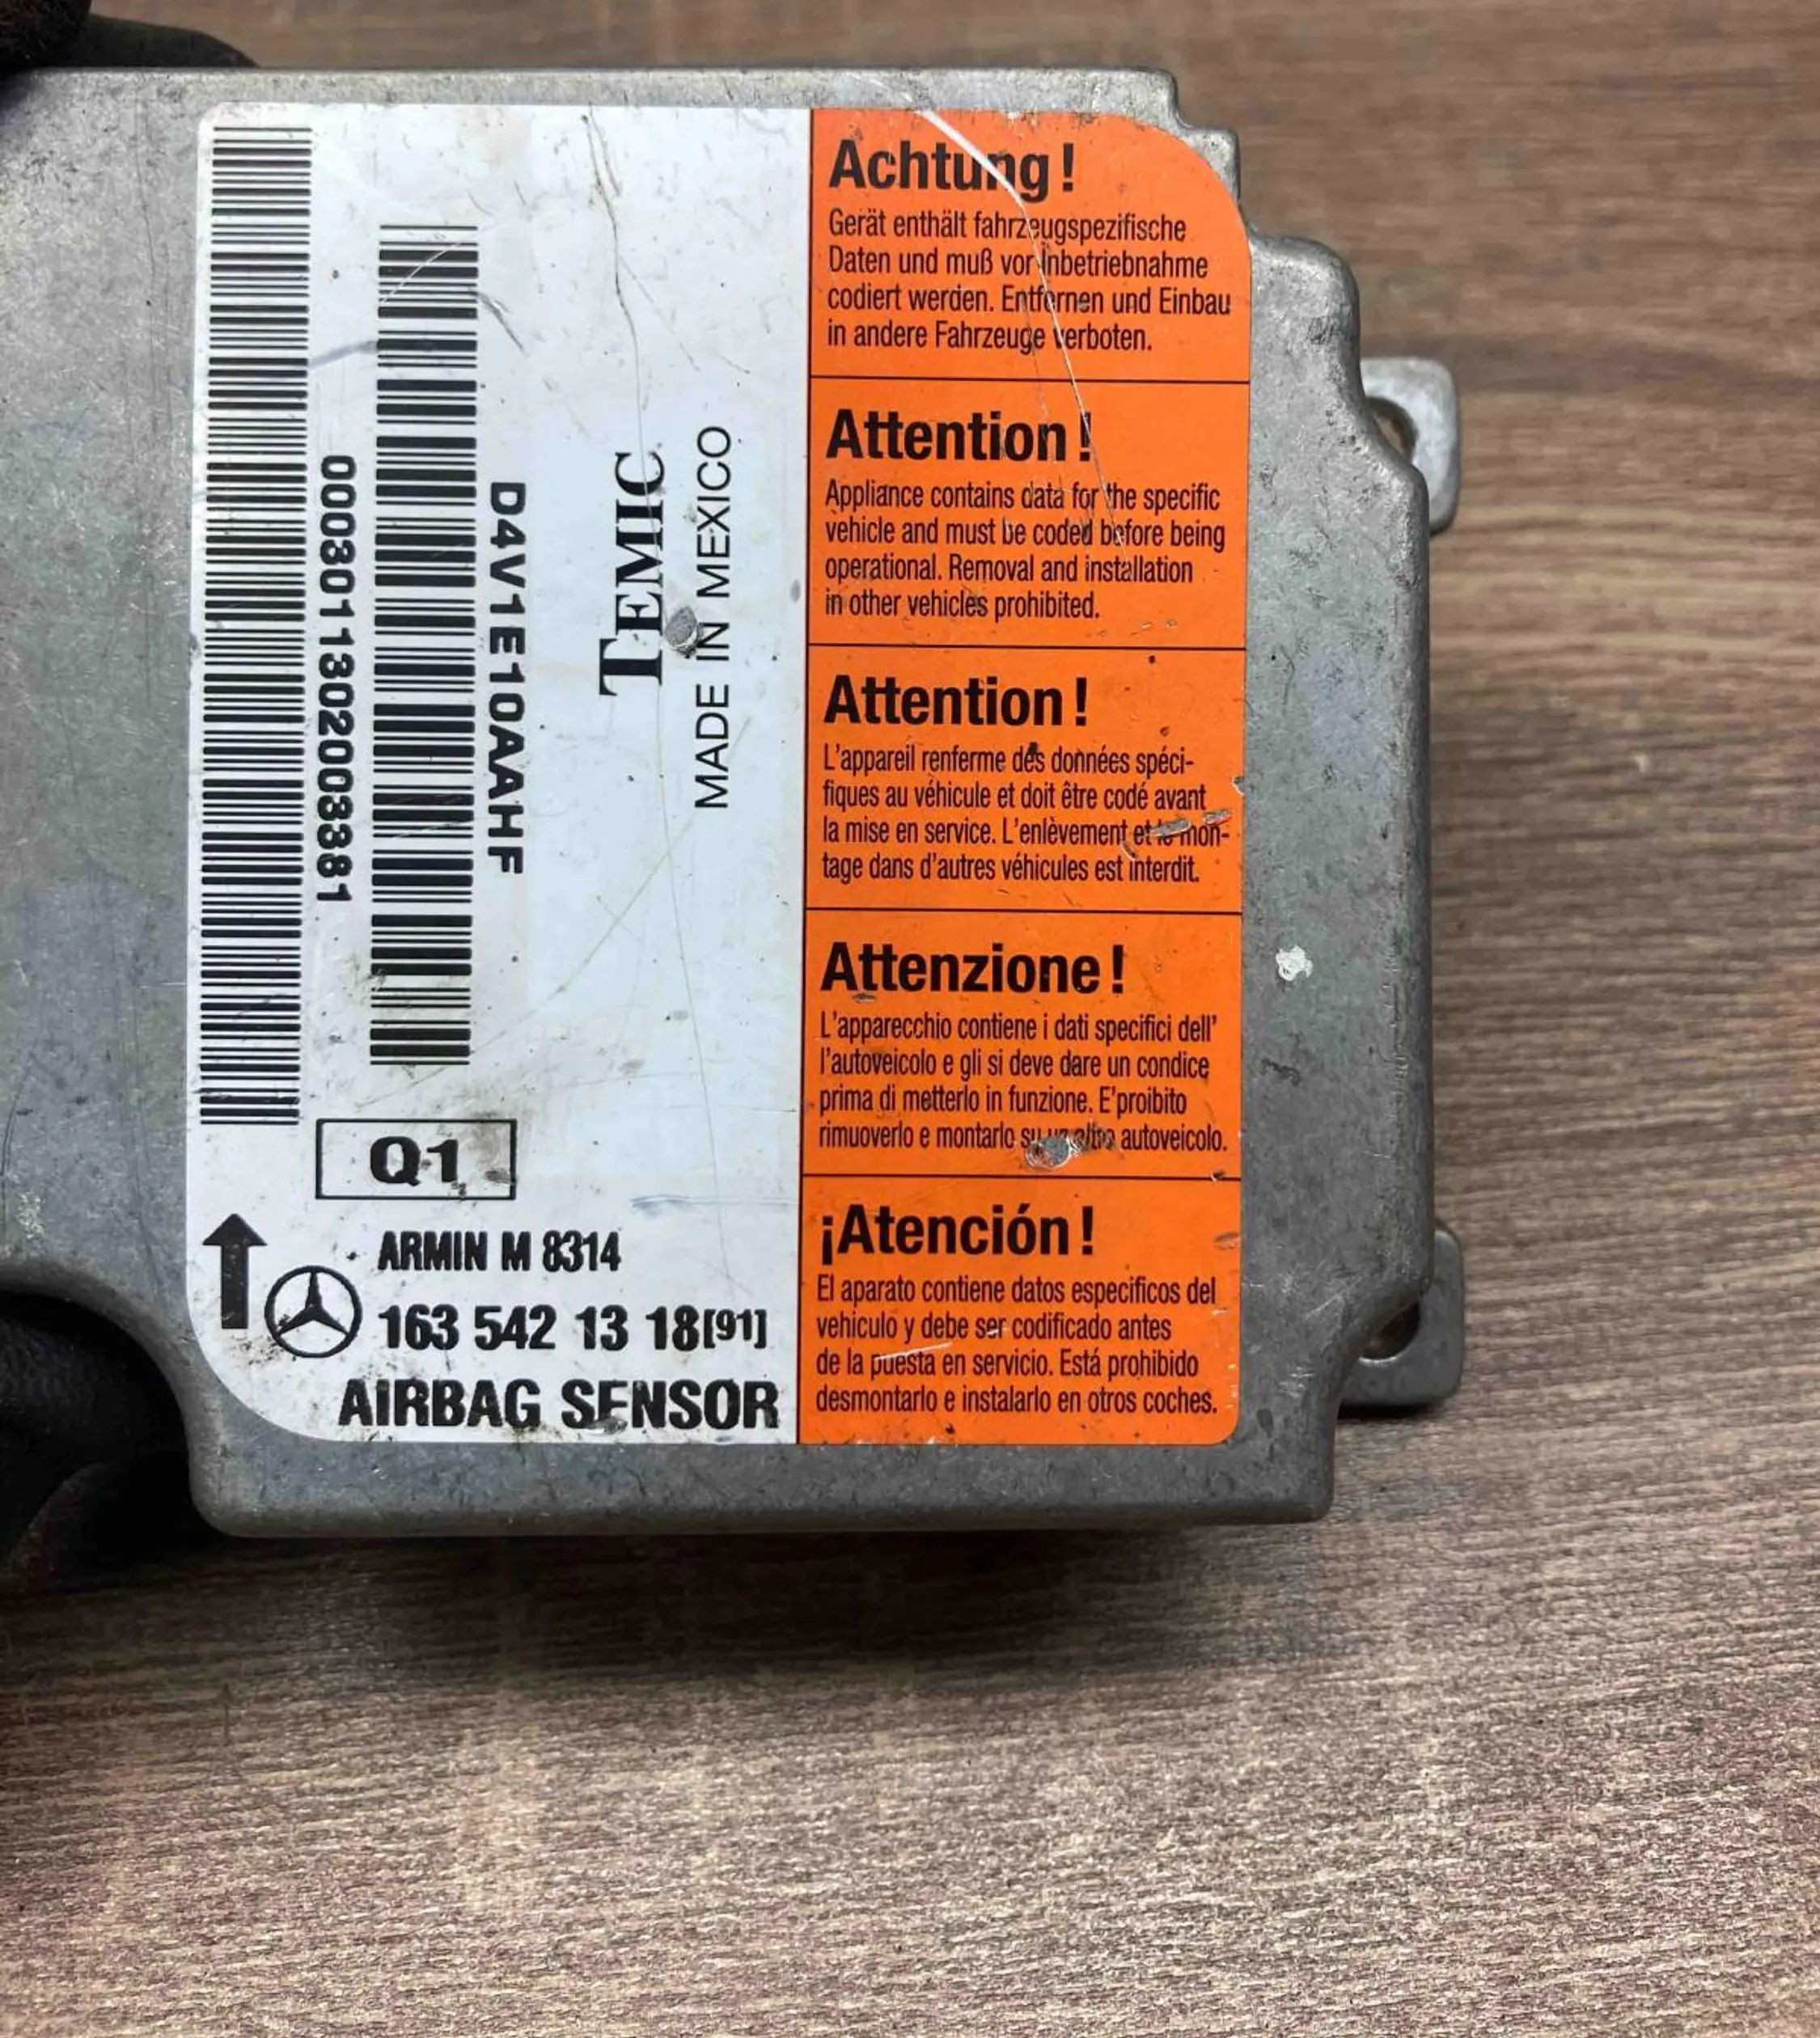 D4V1E10AAHF
TEMIC
MADE IN MEXICO
Q1
ARMIN M 8314
163 542 13 18[91]
AIRBAG SENSOR
Achtung!
Gerät enthält fahrzeugspezifische
Daten und muß vor Inbetriebnahme
codiert werden. Entfernen und Einbau
in andere Fahrzeuge verboten.
Attention!
Appliance contains data for the specific
vehicle and must be coded before being
operational. Removal and installation
in other vehicles prohibited.
Attention!
L'appareil renferme des données spéci-
fiques au véhicule et doit être codé avant
la mise en service. L'enlèvement et le mon-
tage dans d'autres véhicules est interdit.
Attenzione!
L'apparecchio contiene i dati specifici dell'
l'autoveicolo e gli si deve dare un condice
prima di metterlo in funzione. E'proibito
rimuoverlo e montarlo su un altro autoveicolo.
¡Atención!
El aparato contiene datos especificos del
vehiculo y debe ser codificado antes
de la puesta en servicio. Está prohibido
desmontarlo e instalarlo en otros coches.